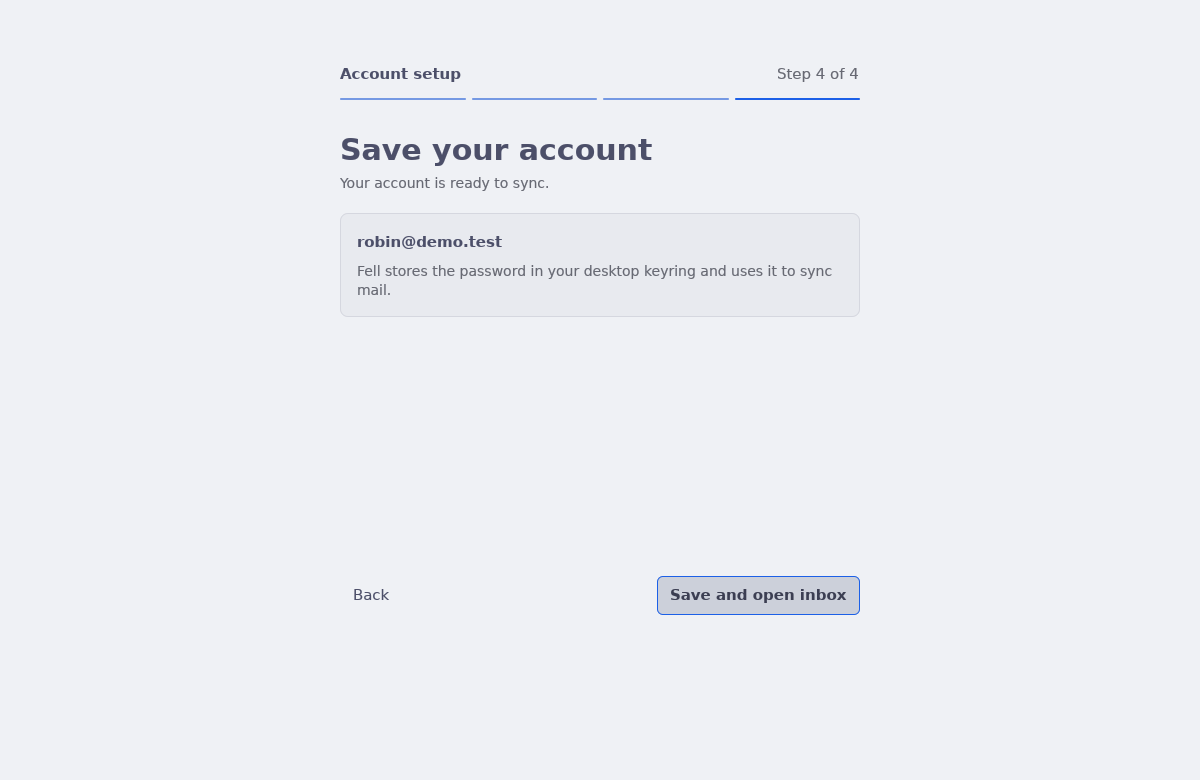 Account setup
Step 4 of 4
Save your account
Your account is ready to sync.
robin@demo.test
Fell stores the password in your desktop keyring and uses it to sync
mail.
Back
Save and open inbox